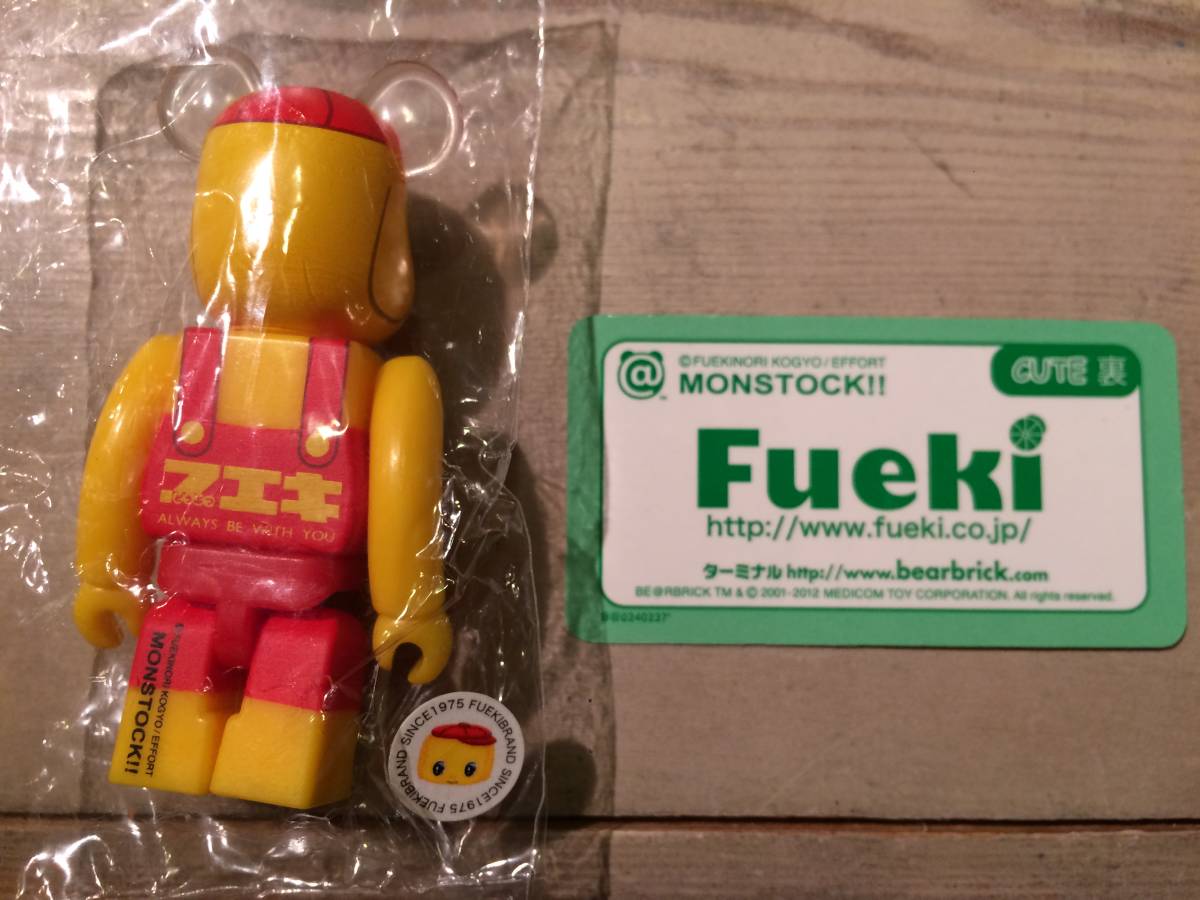 フエキ
ALWAYS BE WITH YOU
©FUEKINORI KOGYO/EFFORT
MONSTOCK!!
FUEKIBRAND SINCE1975 FUEKIBRAND SINCE1975
@
©FUEKINORI KOGYO/EFFORT
MONSTOCK!!
CUTE 裏
Fueki
http://www.fueki.co.jp/
ターミナル http://www.bearbrick.com
BE@RBRICK TM & © 2001-2012 MEDICOM TOY CORPORATION. All rights reserved.